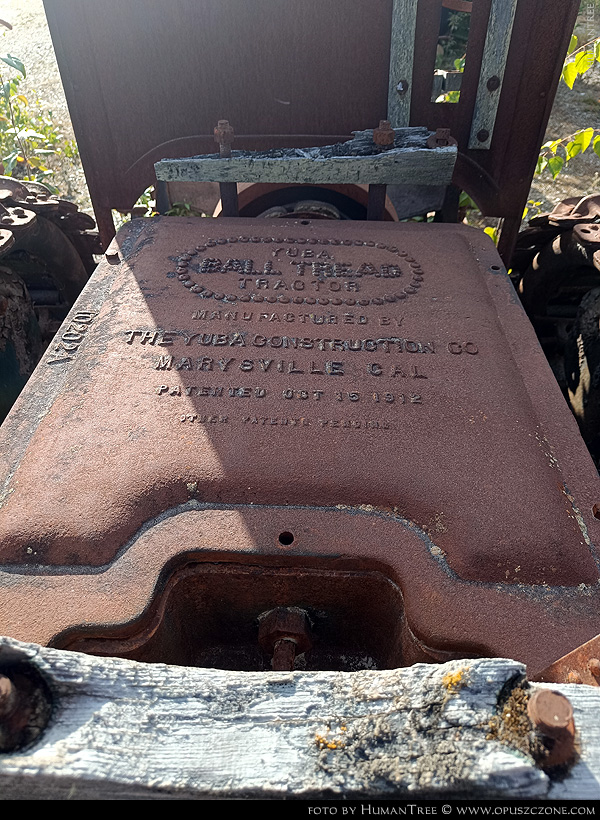 YUBA
BALL TREAD
TRACTOR
MANUFACTURED BY
THE YUBA CONSTRUCTION CO
MARYSVILLE CAL
PATENTED OCT 15 1912
OTHER PATENTS PENDING
FOTO BY HUMANTREE © WWW.OPUSZCZONE.COM